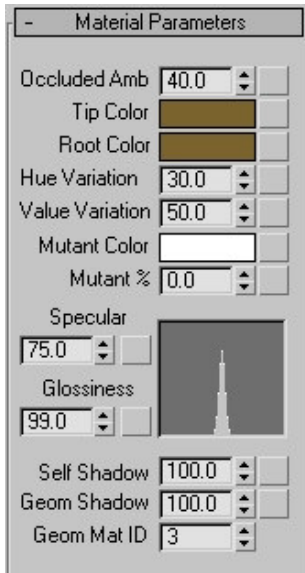 - Material Parameters
Occluded Amb 40.0
Tip Color
Root Color
Hue Variation 30.0
Value Variation 50.0
Mutant Color
Mutant % 0.0
Specular
75.0
Glossiness
99.0
Self Shadow 100.0
Geom Shadow 100.0
Geom Mat ID 3